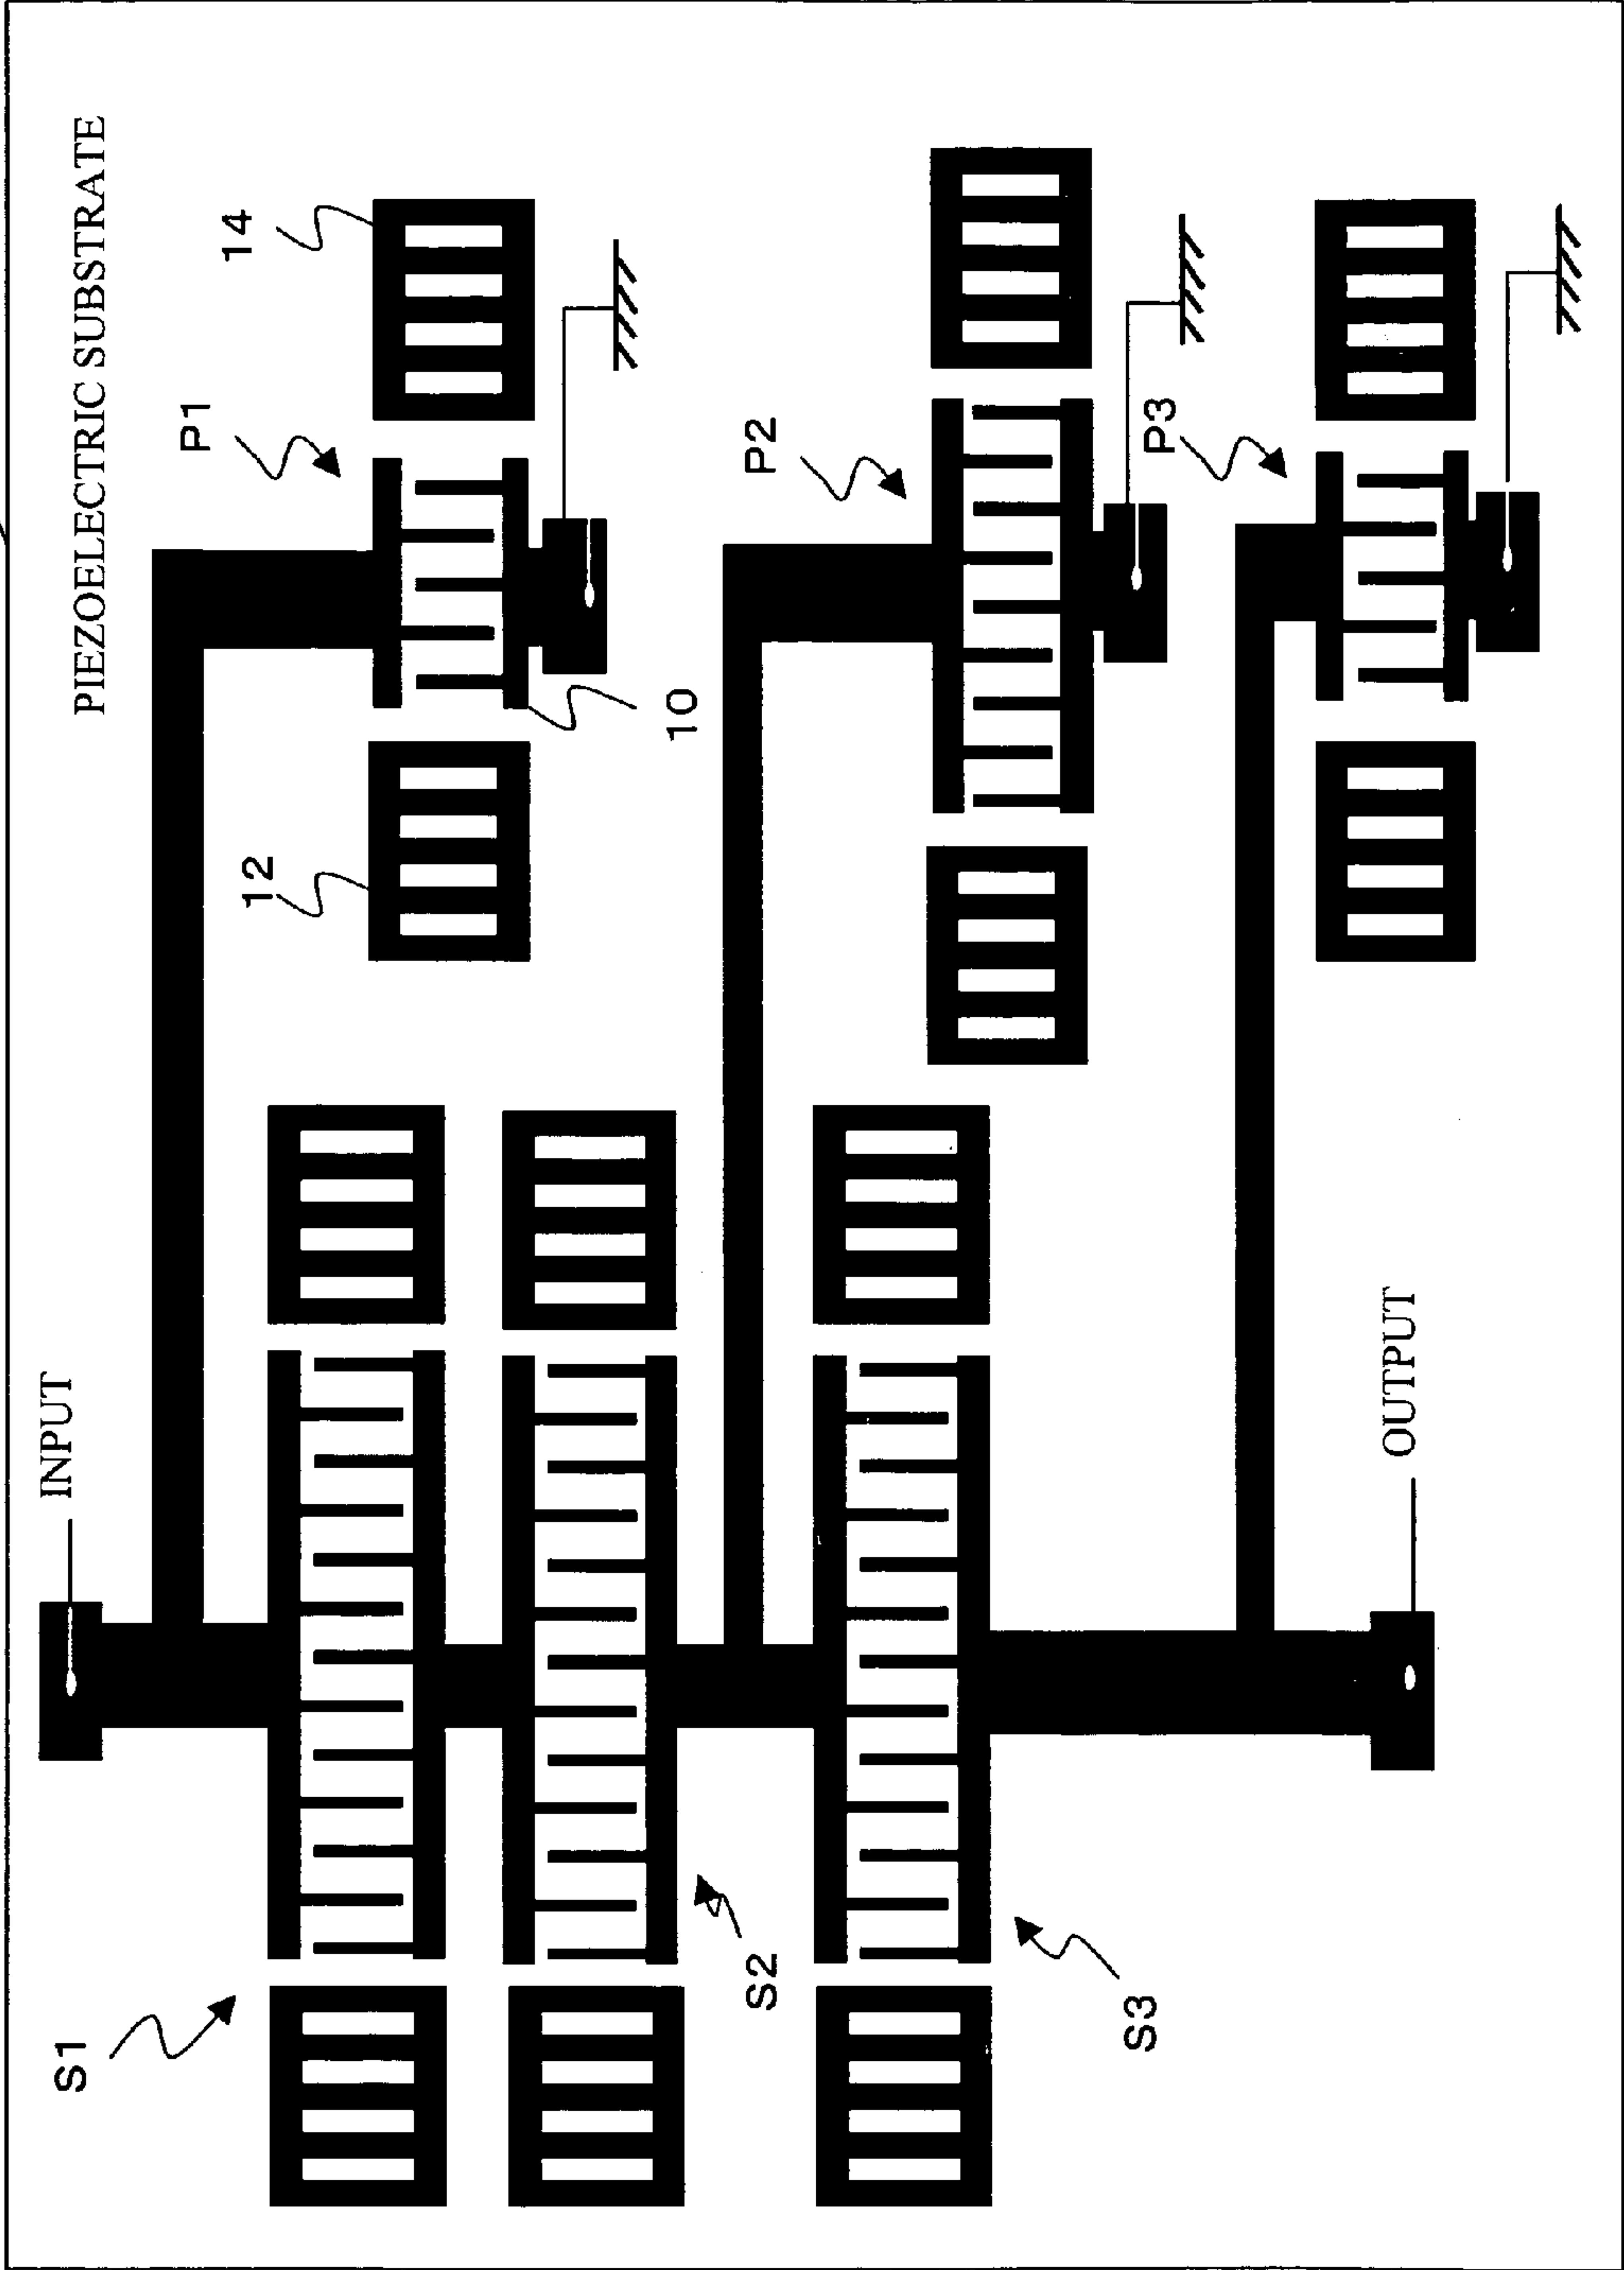 PIEZOELECTRIC SUBSTRATE
INPUT
S1
P1
14
12
10
S2
P2
S3
P3
OUTPUT